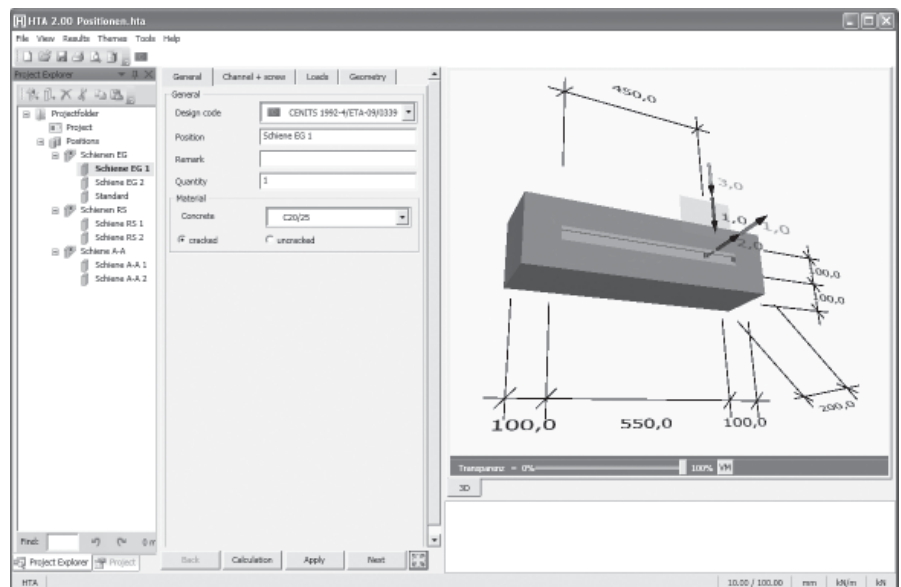 HTA 2.00 Positionen.hta
File View Results Themes Tools Help
Project Explorer
Projectfolder
Project
Positions
Schienen EG
Schiene EG 1
Schiene EG 2
Standard
Schienen RS
Schiene RS 1
Schiene RS 2
Schiene A-A
Schiene A-A 1
Schiene A-A 2
Find:
Project Explorer Project
General Channel + screw Loads Geometry
General
Design code CENITS 1992-4/ETA-09/0339
Position Schiene EG 1
Remark
Quantity 1
Material
Concrete C20/25
cracked uncracked
Back Calculation Apply Next
450,0
3,0
1,0
1,0
2,0
00,0
100,0
200,0
100,0 550,0 100,0
Transparenz = 0% 100% VM
3D
HTA 10.00 / 100.00 mm kN/m kN